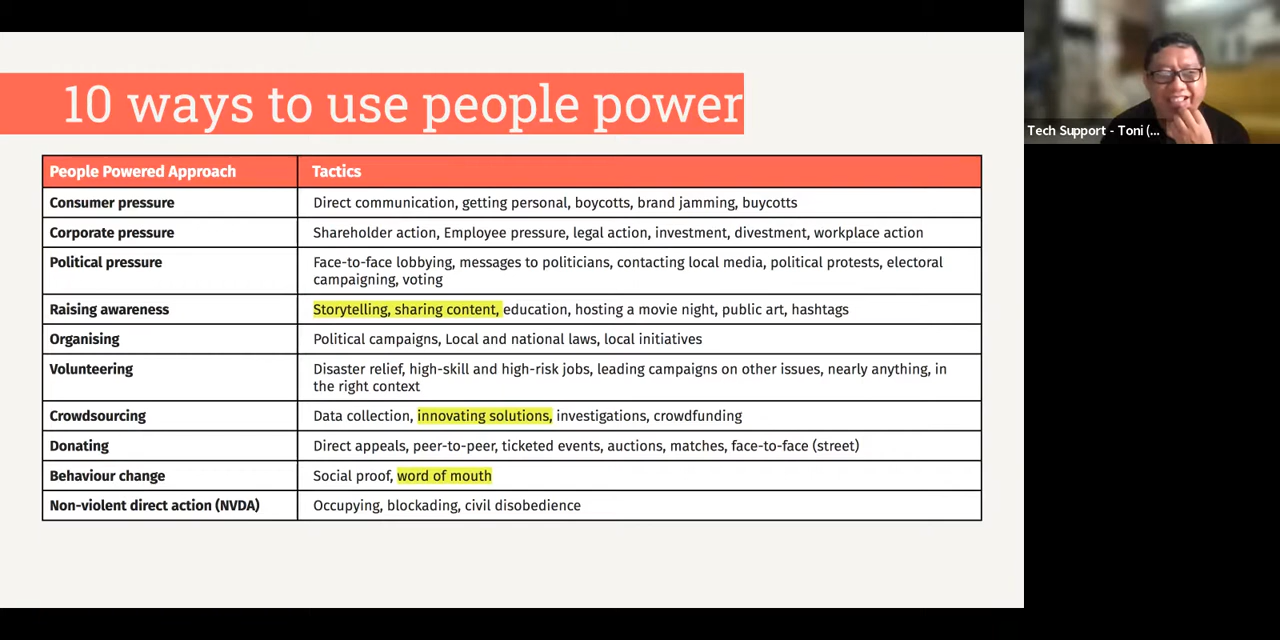 10 ways to use people power
People Powered Approach
Tactics
Consumer pressure
Direct communication, getting personal, boycotts, brand jamming, buycotts
Corporate pressure
Shareholder action, Employee pressure, legal action, investment, divestment, workplace action
Political pressure
Face-to-face lobbying, messages to politicians, contacting local media, political protests, electoral
campaigning, voting
Raising awareness
Storytelling, sharing content, education, hosting a movie night, public art, hashtags
Organising
Political campaigns, Local and national laws, local initiatives
Volunteering
Disaster relief, high-skill and high-risk jobs, leading campaigns on other issues, nearly anything, in
the right context
Crowdsourcing
Data collection, innovating solutions, investigations, crowdfunding
Donating
Direct appeals, peer-to-peer, ticketed events, auctions, matches, face-to-face (street)
Behaviour change
Social proof, word of mouth
Non-violent direct action (NVDA)
Occupying, blockading, civil disobedience
Tech Support - Toni (...